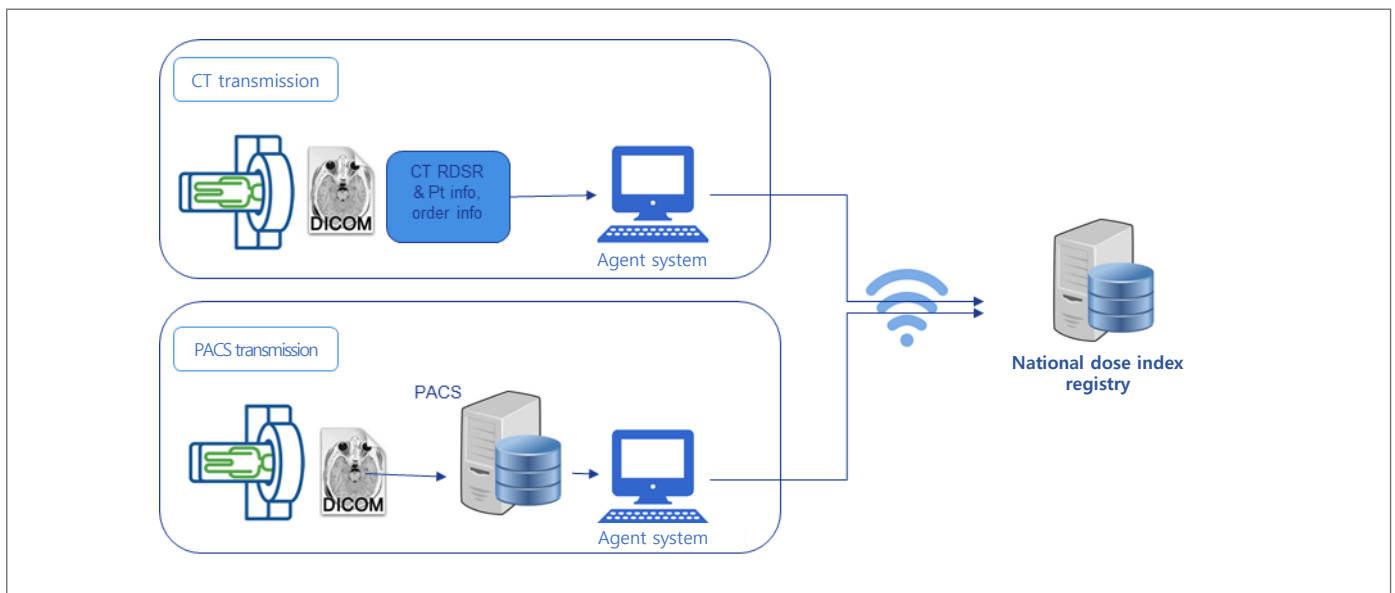 CT transmission
DICOM
CT RDSR
& Pt info,
order info
Agent system
PACS transmission
DICOM
PACS
Agent system
National dose index
registry